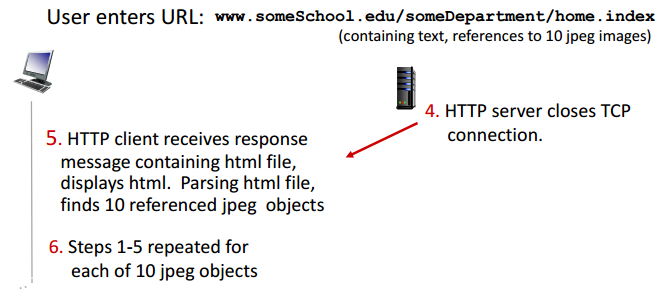 User enters URL: www.someSchool.edu/someDepartment/home.index
(containing text, references to 10 jpeg images)
4. HTTP server closes TCP
connection.
5. HTTP client receives response
message containing html file,
displays html. Parsing html file,
finds 10 referenced jpeg objects
6. Steps 1-5 repeated for
each of 10 jpeg objects